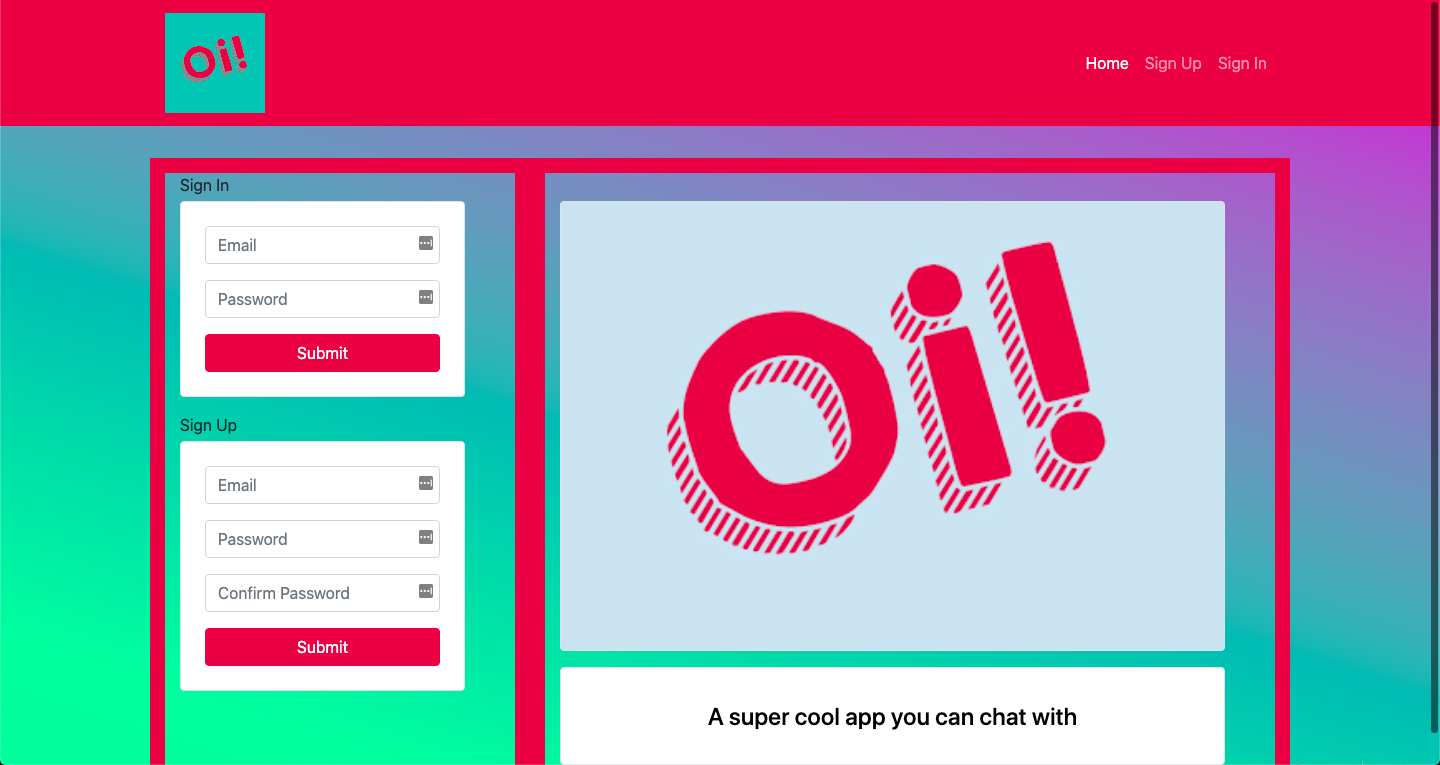 Oi!
Home Sign Up Sign In
Sign In
Email
Password
Submit
Sign Up
Email
Password
Confirm Password
Submit
Oi!
A super cool app you can chat with